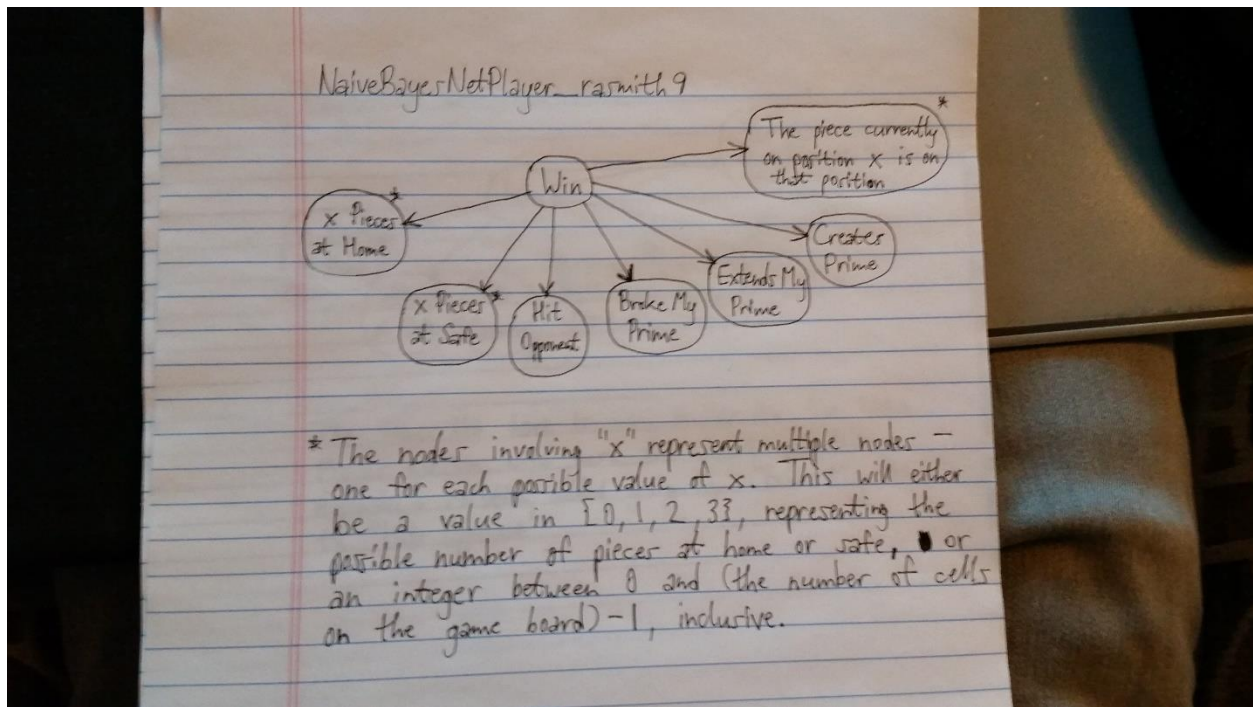 NaiveBayesNetPlayer_rasmith9
*
The piece currently
on position x is on
that position
Win
*
x Pieces
at Home
Creates
Prime
Extends My
Prime
*
x Pieces
at Safe
Hit
Opponent
Broke My
Prime
* The nodes involving "x" represent multiple nodes -
one for each possible value of x. This will either
be a value in {0, 1, 2, 3}, representing the
possible number of pieces at home or safe, or
an integer between 0 and (the number of cells
on the game board) -1, inclusive.